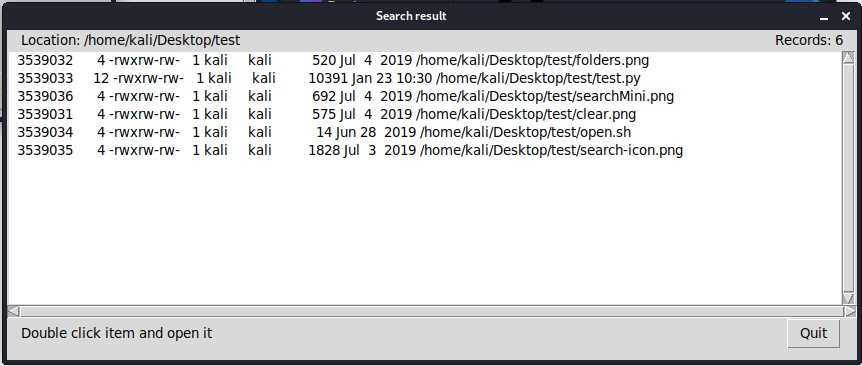 Search result
Location: /home/kali/Desktop/test Records: 6
3539032 4 -rwxrw-rw- 1 kali kali 520 Jul 4 2019 /home/kali/Desktop/test/folders.png
3539033 12 -rwxrw-rw- 1 kali kali 10391 Jan 23 10:30 /home/kali/Desktop/test/test.py
3539036 4 -rwxrw-rw- 1 kali kali 692 Jul 4 2019 /home/kali/Desktop/test/searchMini.png
3539031 4 -rwxrw-rw- 1 kali kali 575 Jul 4 2019 /home/kali/Desktop/test/clear.png
3539034 4 -rwxrw-rw- 1 kali kali 14 Jun 28 2019 /home/kali/Desktop/test/open.sh
3539035 4 -rwxrw-rw- 1 kali kali 1828 Jul 3 2019 /home/kali/Desktop/test/search-icon.png
Double click item and open it Quit